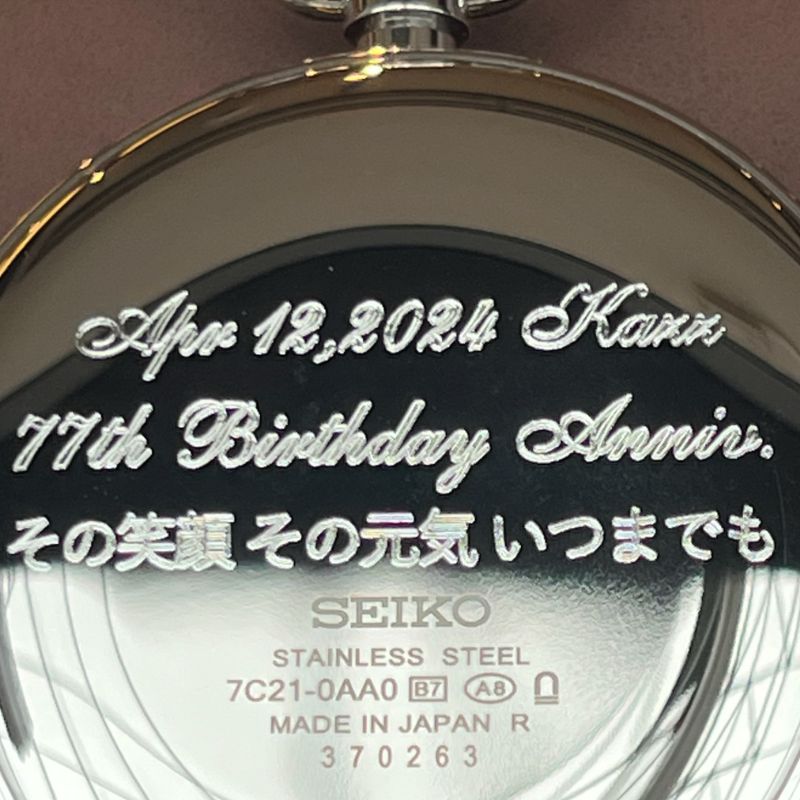 Apr 12,2024 Kazz
77th Birthday Anniv.
その笑顔 その元気 いつまでも
SEIKO
STAINLESS STEEL
7C21-0AA0 B7 A8
MADE IN JAPAN R
370263